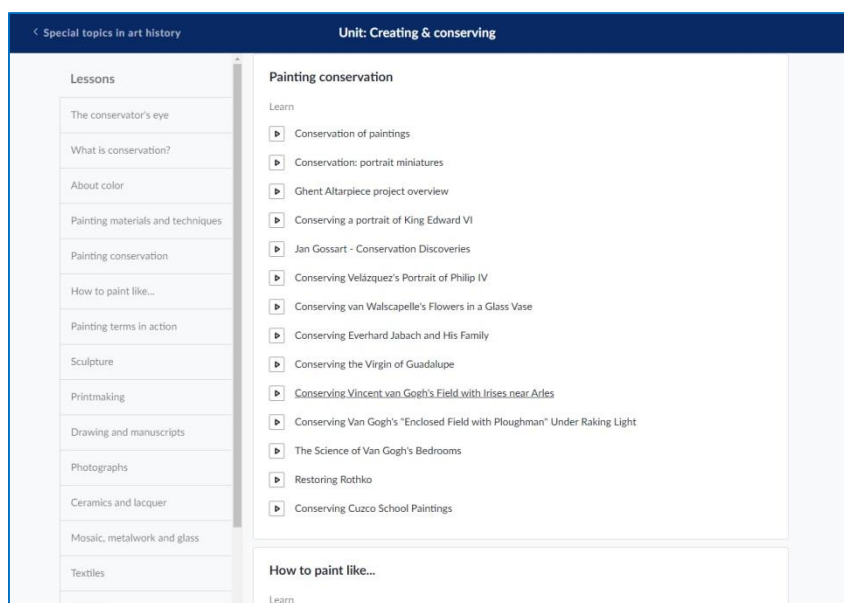 < Special topics in art history
Unit: Creating & conserving
Lessons
The conservator's eye
What is conservation?
About color
Painting materials and techniques
Painting conservation
How to paint like...
Painting terms in action
Sculpture
Printmaking
Drawing and manuscripts
Photographs
Ceramics and lacquer
Mosaic, metalwork and glass
Textiles
Painting conservation
Learn
Conservation of paintings
Conservation: portrait miniatures
Ghent Altarpiece project overview
Conserving a portrait of King Edward VI
Jan Gossart - Conservation Discoveries
Conserving Velázquez's Portrait of Philip IV
Conserving van Walscapelle's Flowers in a Glass Vase
Conserving Everhard Jabach and His Family
Conserving the Virgin of Guadalupe
Conserving Vincent van Gogh's Field with Irises near Arles
Conserving Van Gogh's "Enclosed Field with Ploughman" Under Raking Light
The Science of Van Gogh's Bedrooms
Restoring Rothko
Conserving Cuzco School Paintings
How to paint like...
Learn